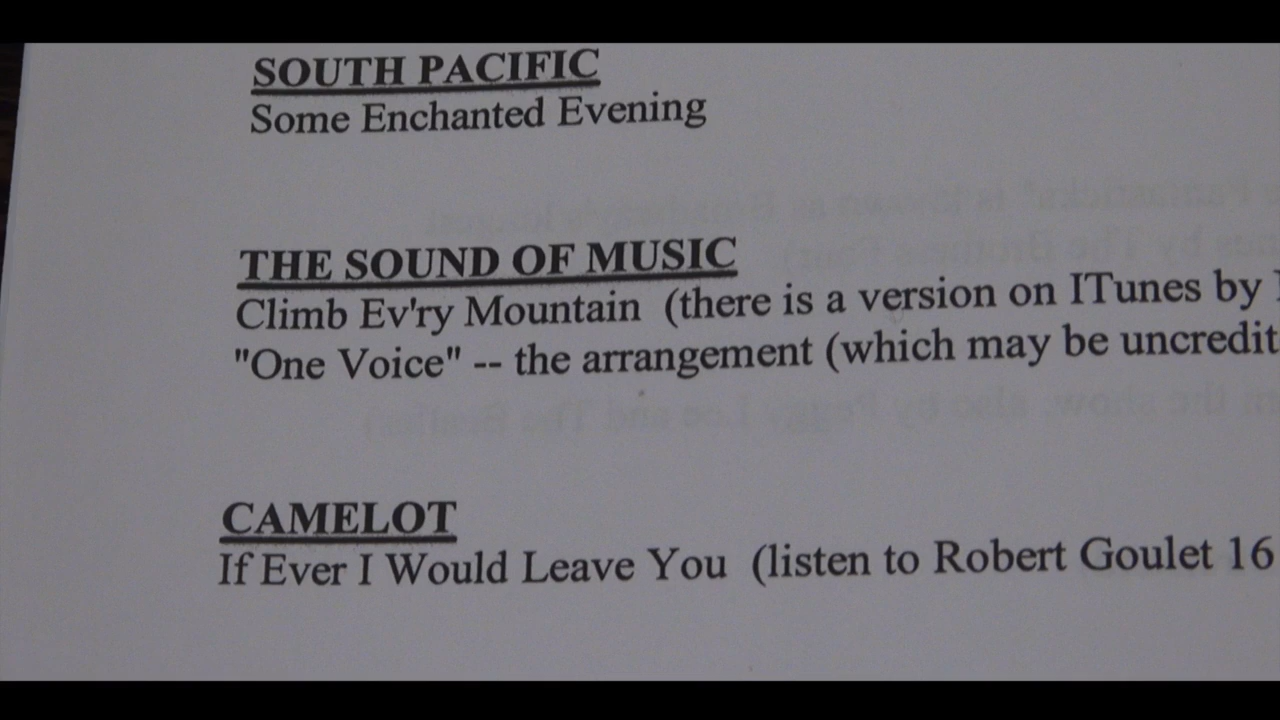 SOUTH PACIFIC
Some Enchanted Evening
THE SOUND OF MUSIC
Climb Ev'ry Mountain (there is a version on ITunes by
"One Voice" -- the arrangement (which may be uncredit
CAMELOT
If Ever I Would Leave You (listen to Robert Goulet 16